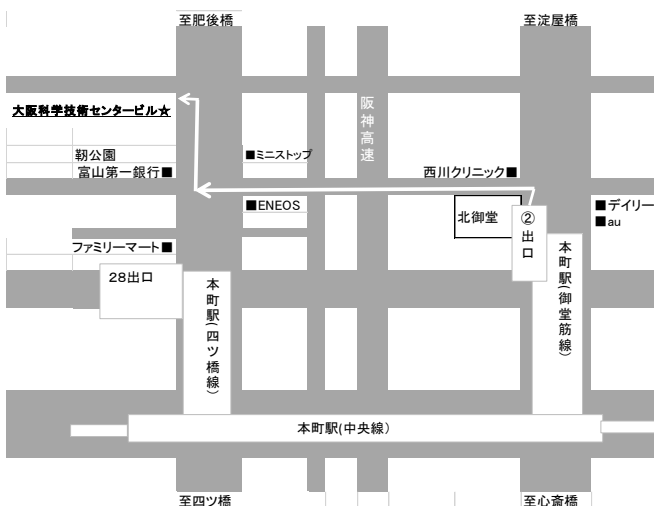 至肥後橋
至淀屋橋
大阪科学技術センタービル☆
阪神高速
靭公園
■ミニストップ
富山第一銀行■
西川クリニック■
■ENEOS
北御堂
②出口
■デイリー
■au
ファミリーマート■
28出口
本町駅(四ツ橋線)
本町駅(御堂筋線)
本町駅(中央線)
至四ツ橋
至心斎橋